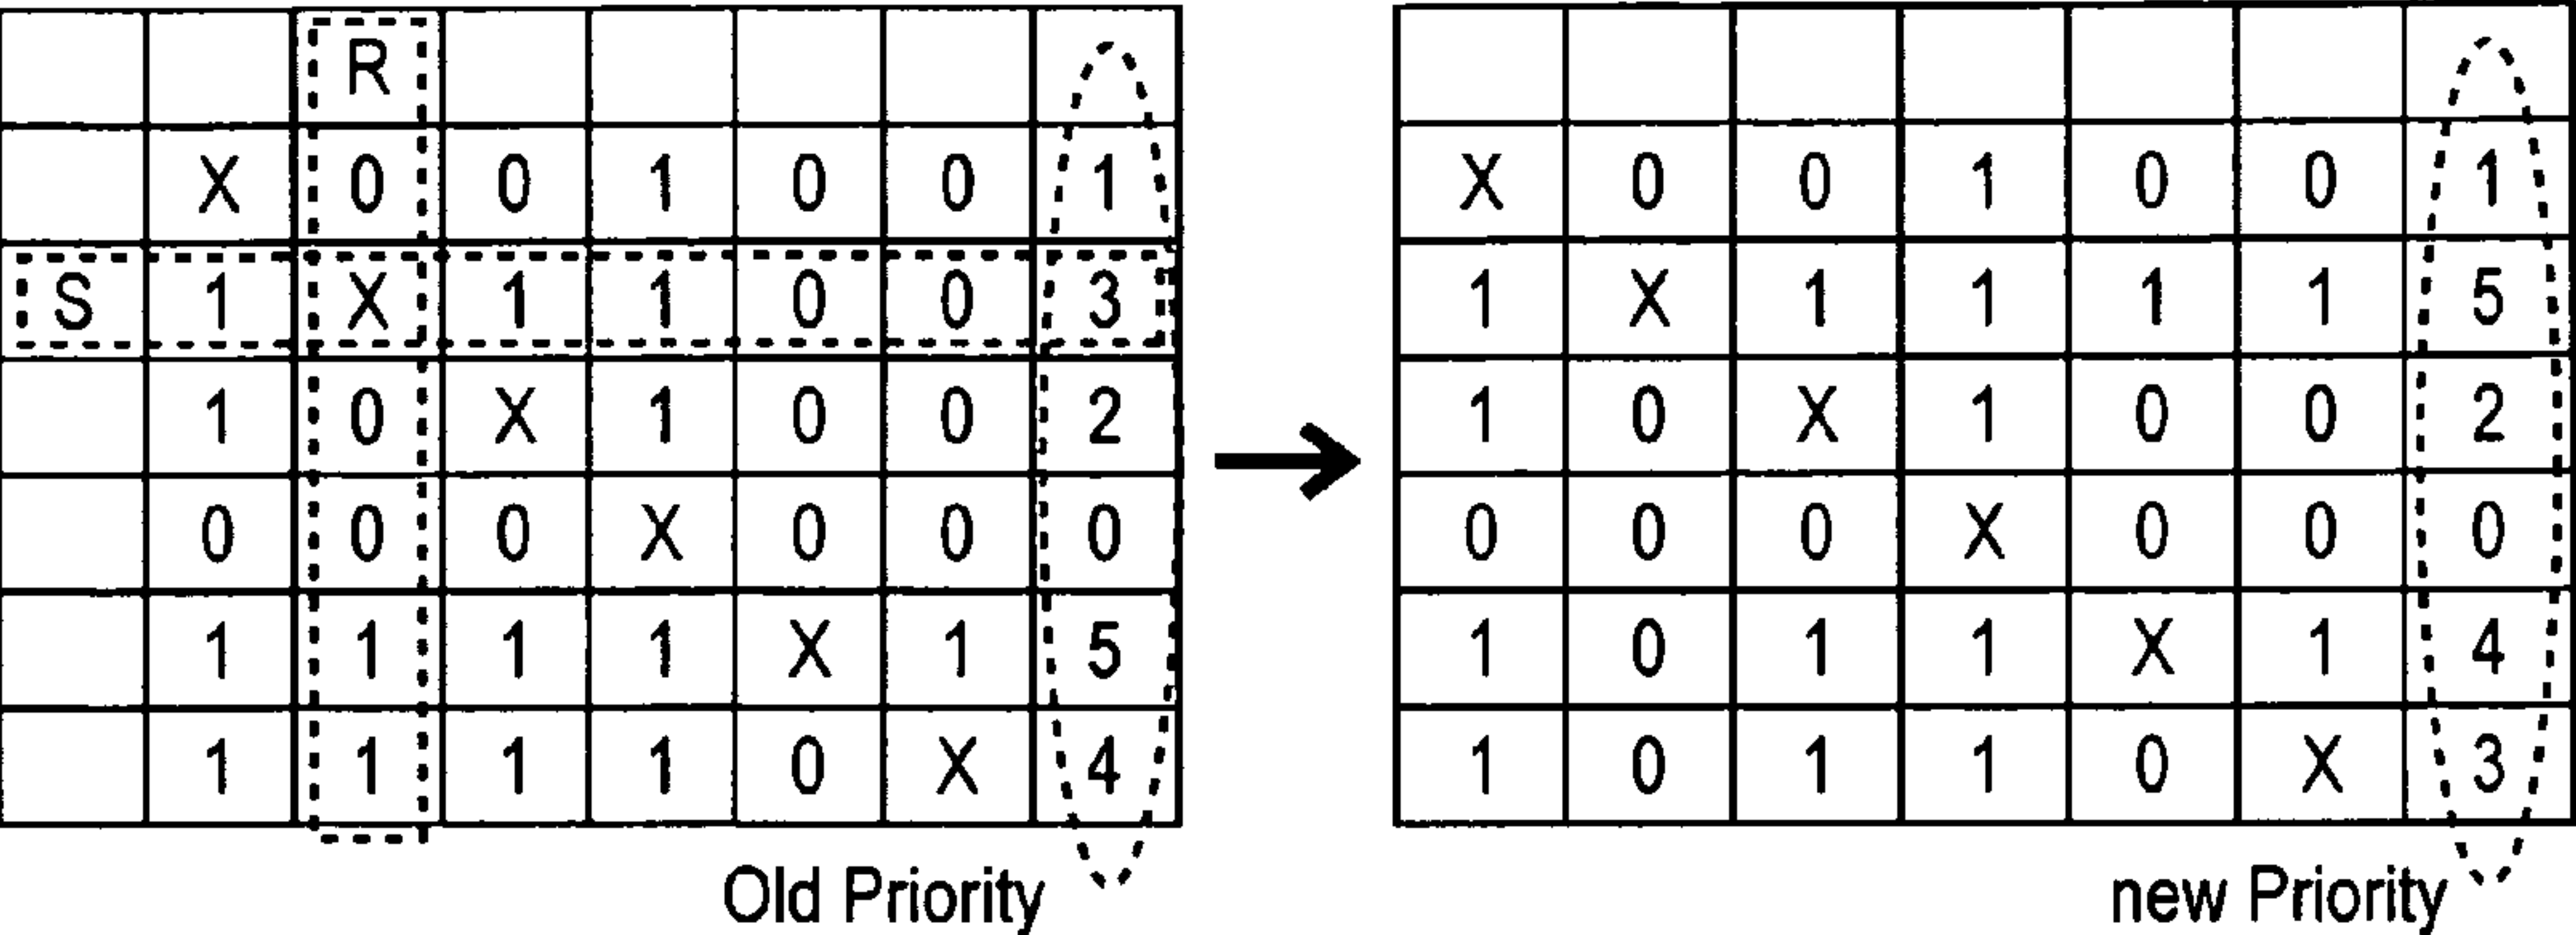 R
X 0 0 1 0 0 1 X 0 0 1 0 0 1
S 1 X 1 1 0 0 3 1 X 1 1 1 1 5
1 0 X 1 0 0 2 1 0 X 1 0 0 2
0 0 0 X 0 0 0 0 0 0 X 0 0 0
1 1 1 1 X 1 5 1 0 1 1 X 1 4
1 1 1 1 0 X 4 1 0 1 1 0 X 3
Old Priority new Priority